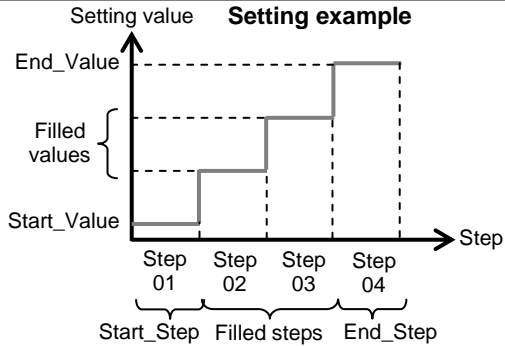 Setting value
Setting example
End_Value
Filled
values
Start_Value
Step
Step
01
Step
02
Step
03
Step
04
Start_Step
Filled steps
End_Step